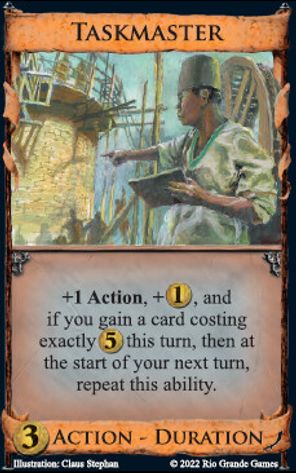 TASKMASTER
+1 Action, +1, and
if you gain a card costing
exactly 5 this turn, then at
the start of your next turn,
repeat this ability.
3 ACTION - DURATION
Illustration: Claus Stephan © 2022 Rio Grande Games